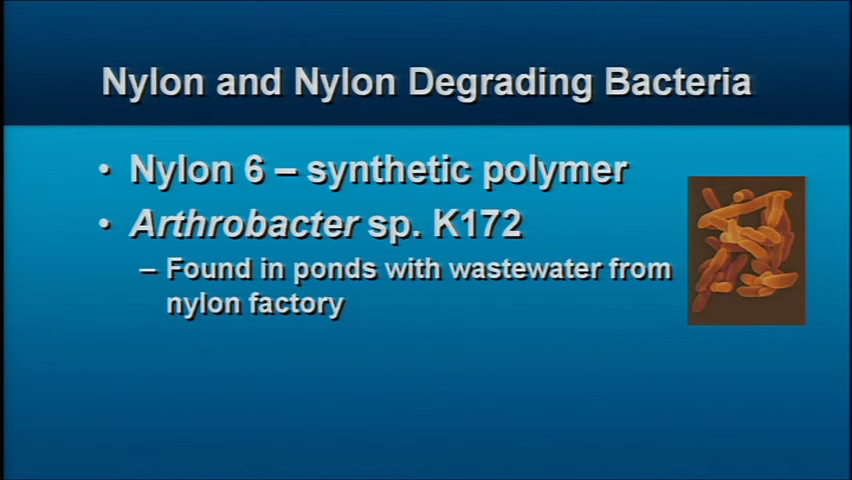 Nylon and Nylon Degrading Bacteria
• Nylon 6 – synthetic polymer
• Arthrobacter sp. K172
– Found in ponds with wastewater from
nylon factory